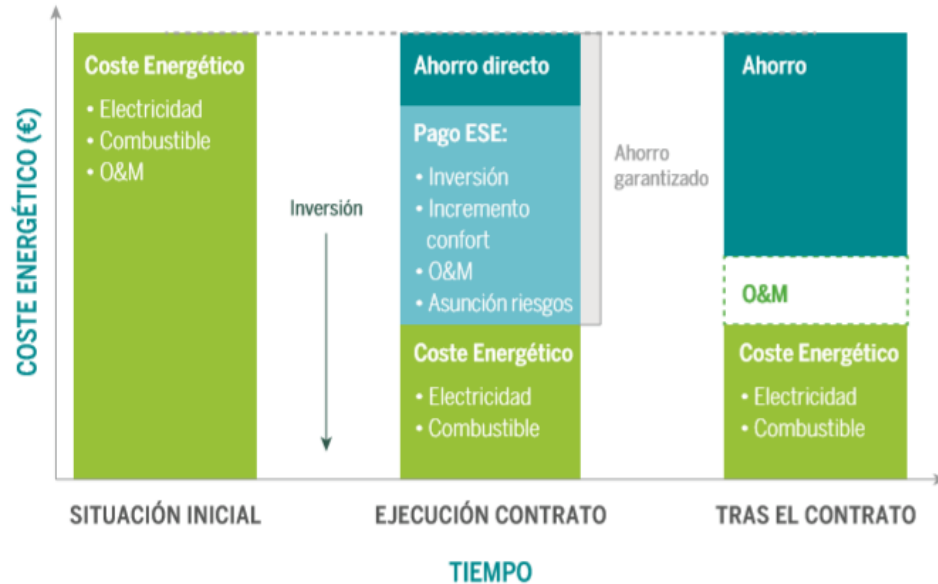 COSTE ENERGÉTICO (€)
Coste Energético
• Electricidad
• Combustible
• O&M
Inversión
Ahorro directo
Pago ESE:
• Inversión
• Incremento
confort
• O&M
• Asunción riesgos
Coste Energético
• Electricidad
• Combustible
Ahorro
garantizado
Ahorro
O&M
Coste Energético
• Electricidad
• Combustible
SITUACIÓN INICIAL
EJECUCIÓN CONTRATO
TRAS EL CONTRATO
TIEMPO